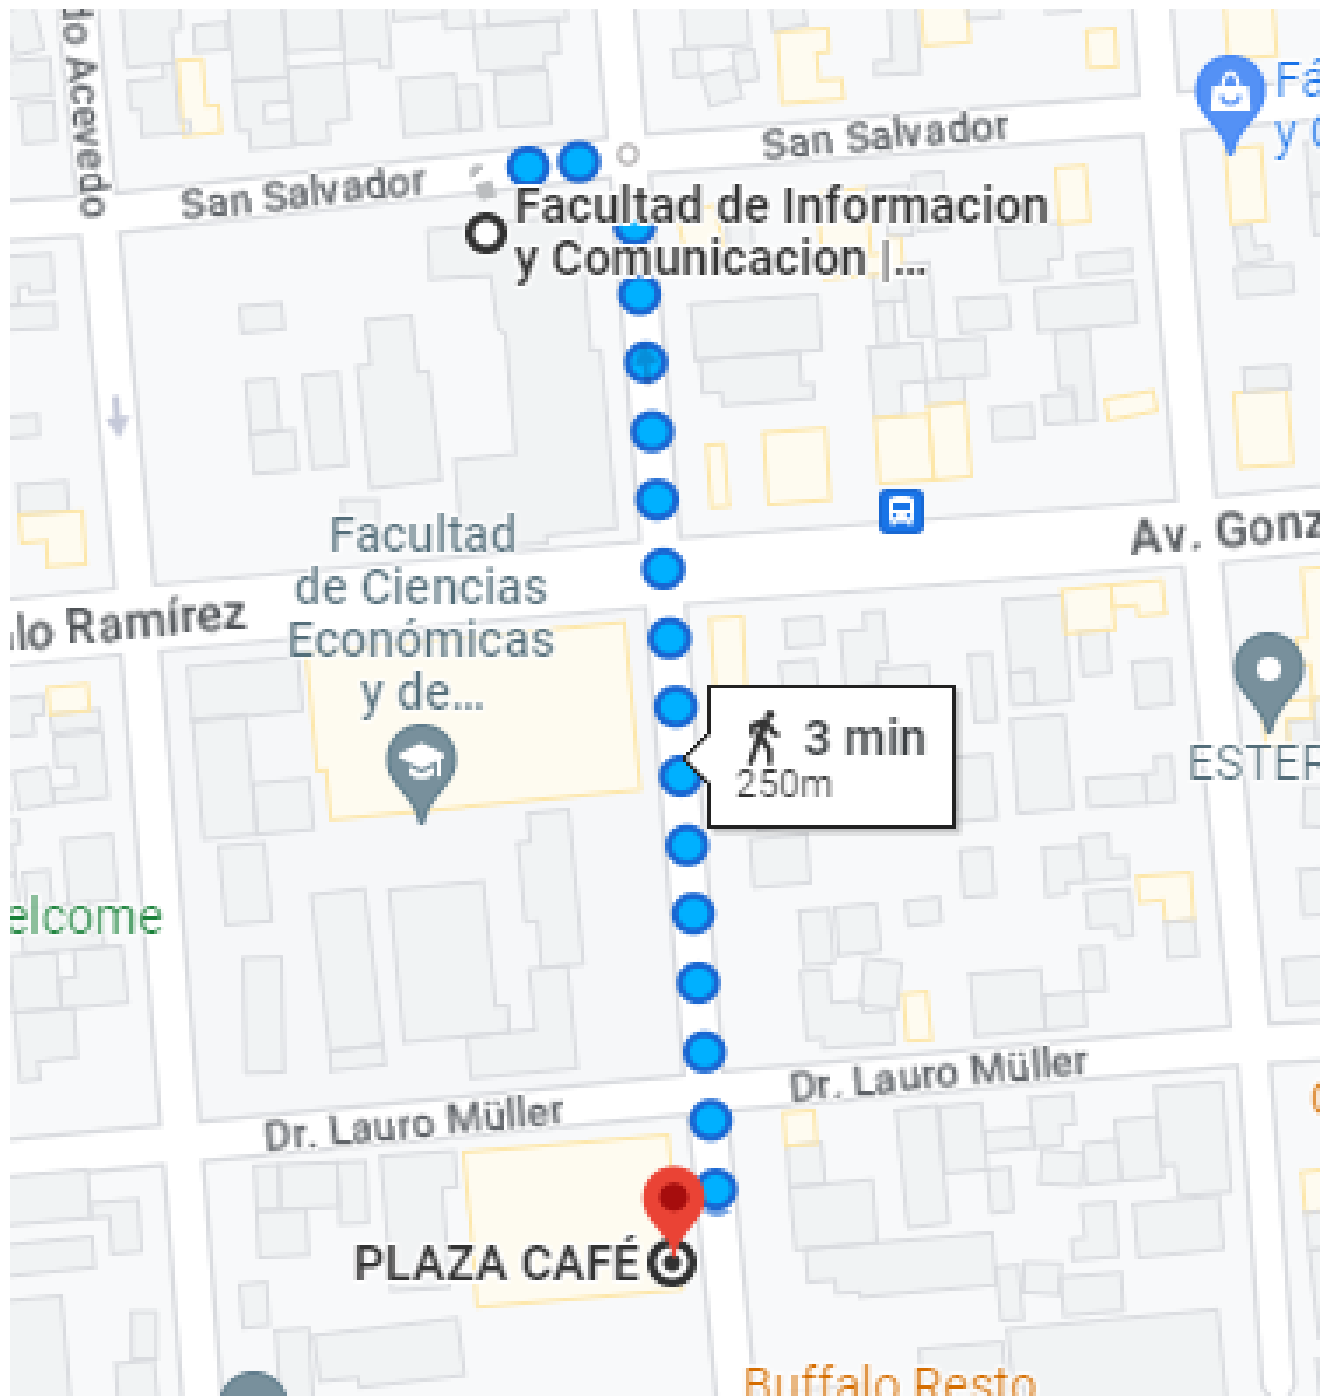 do Acevedo
San Salvador
San Salvador
Fá
y
Facultad de Informacion
y Comunicacion |...
Facultad
de Ciencias
Económicas
y de...
Av. Gonz
lo Ramírez
3 min
250m
ESTER
elcome
Dr. Lauro Müller
Dr. Lauro Müller
PLAZA CAFÉ
Buffalo Resto